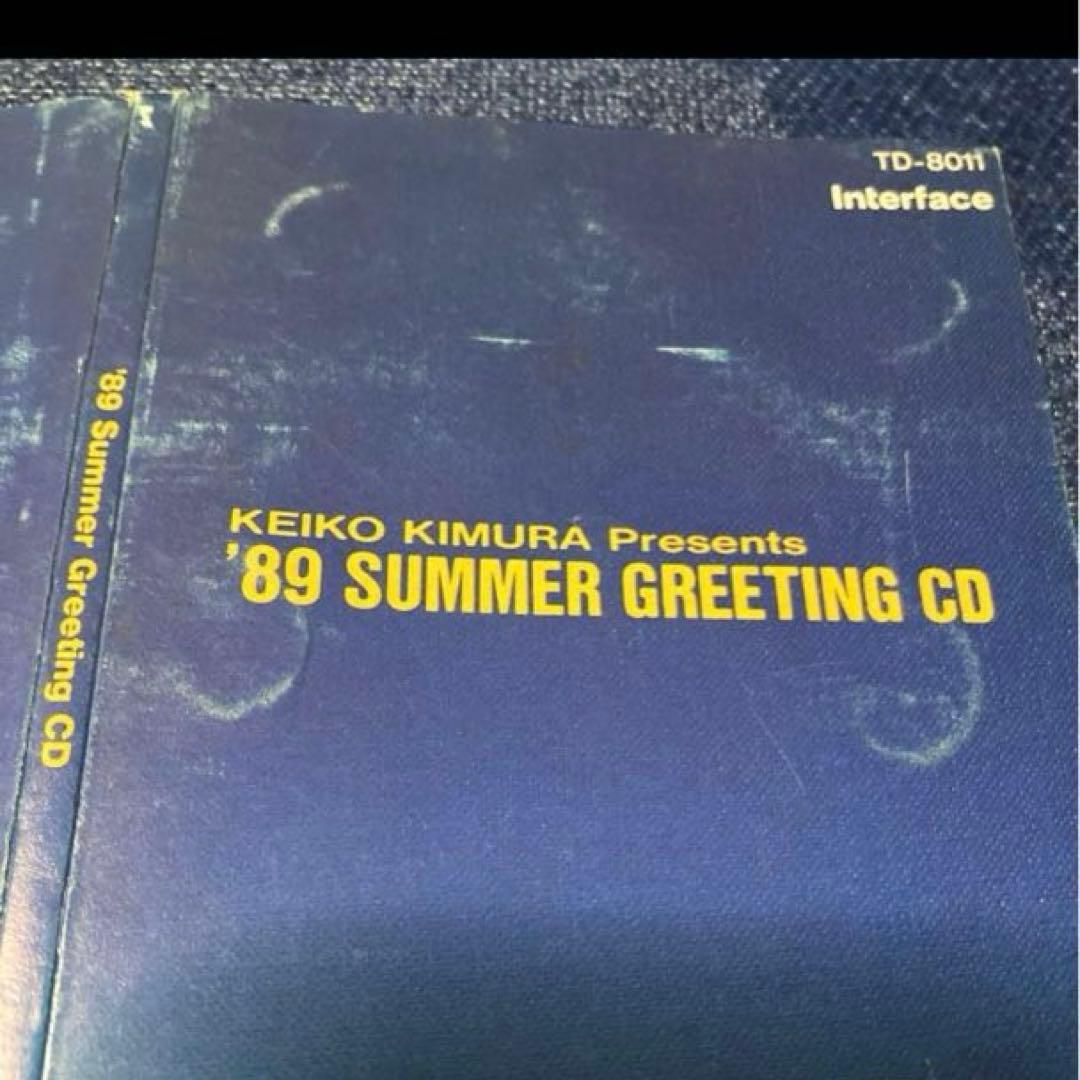 TD-8011
Interface
'89 Summer Greeting CD
KEIKO KIMURA Presents
'89 SUMMER GREETING CD